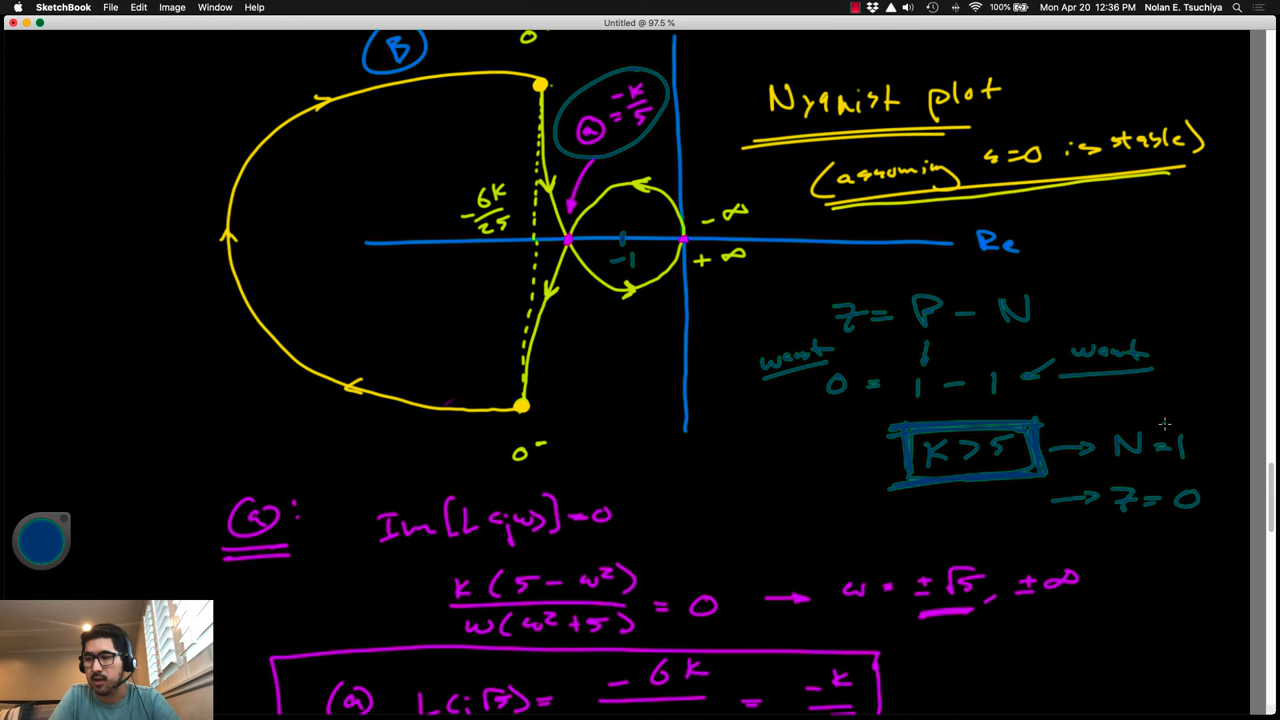 SketchBook File Edit Image Window Help 100% Mon Apr 20 12:36 PM Nolan E. Tsuchiya
Untitled @ 97.5 %
B
0
a = -K/5
Nyquist plot
(assuming s=0 is stable)
-6K/25
-∞
-1
+∞
Re
Z = P - N
want 0 = 1 - 1 want
K > 5 → N = 1
→ Z = 0
0-
(a): Im[L(jω)] = 0
K(5 - ω²) / ω(ω² + 5) = 0 → ω = ±√5, ±∞
(a) L(j√5) = -6K = -K